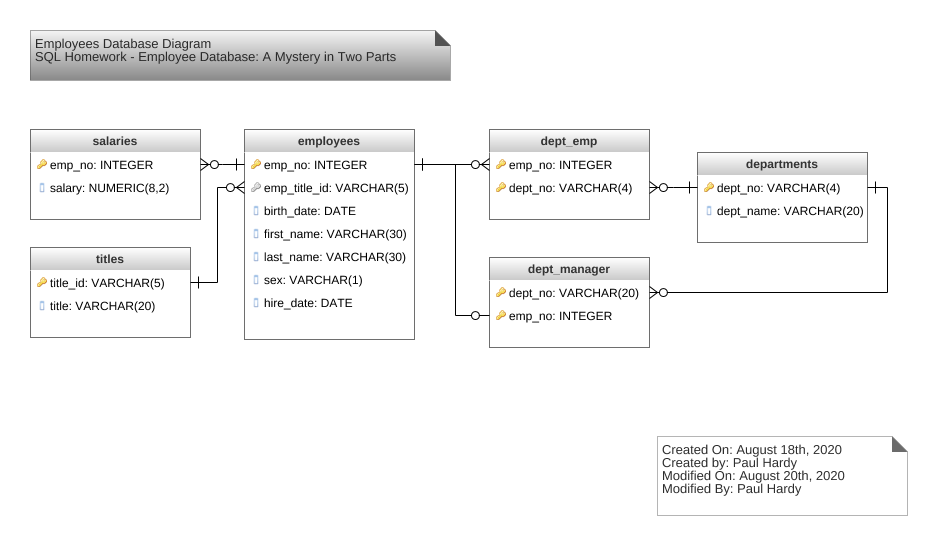 Employees Database Diagram
SQL Homework - Employee Database: A Mystery in Two Parts
salaries
emp_no: INTEGER
salary: NUMERIC(8,2)
titles
title_id: VARCHAR(5)
title: VARCHAR(20)
employees
emp_no: INTEGER
emp_title_id: VARCHAR(5)
birth_date: DATE
first_name: VARCHAR(30)
last_name: VARCHAR(30)
sex: VARCHAR(1)
hire_date: DATE
dept_emp
emp_no: INTEGER
dept_no: VARCHAR(4)
dept_manager
dept_no: VARCHAR(20)
emp_no: INTEGER
departments
dept_no: VARCHAR(4)
dept_name: VARCHAR(20)
Created On: August 18th, 2020
Created by: Paul Hardy
Modified On: August 20th, 2020
Modified By: Paul Hardy